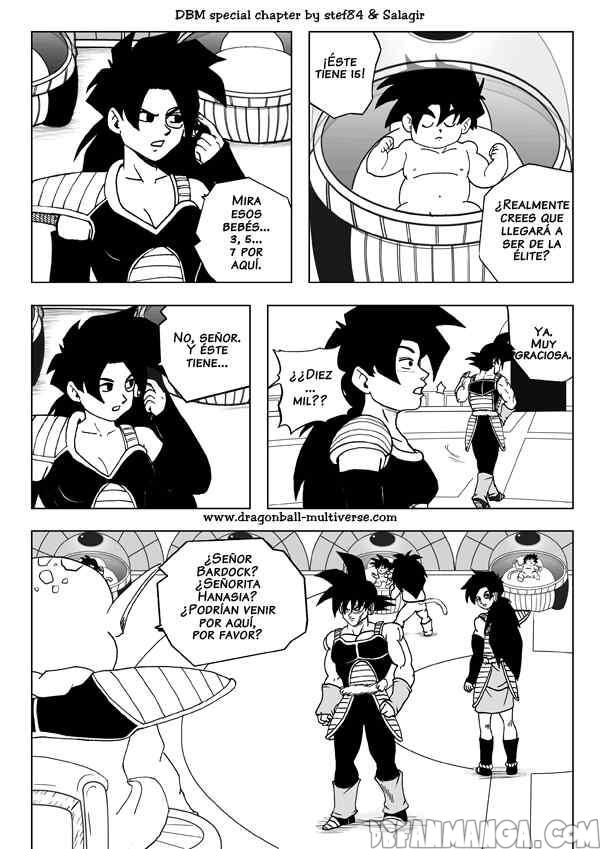 DBM special chapter by stef84 & Salagir
MIRA
ESOS
BEBÉS...
3, 5...
7 POR
AQUÍ.
¡ÉSTE
TIENE 15!
¿REALMENTE
CREES QUE
LLEGARÁ A
SER DE LA
ÉLITE?
NO, SEÑOR.
Y ÉSTE
TIENE...
¿¿DIEZ
...
MIL??
YA.
MUY
GRACIOSA.
www.dragonball-multiverse.com
¿SEÑOR
BARDOCK?
¿SEÑORITA
HANASIA?
¿PODRÍAN VENIR
POR AQUÍ,
POR FAVOR?
DBFANMANGA.COM